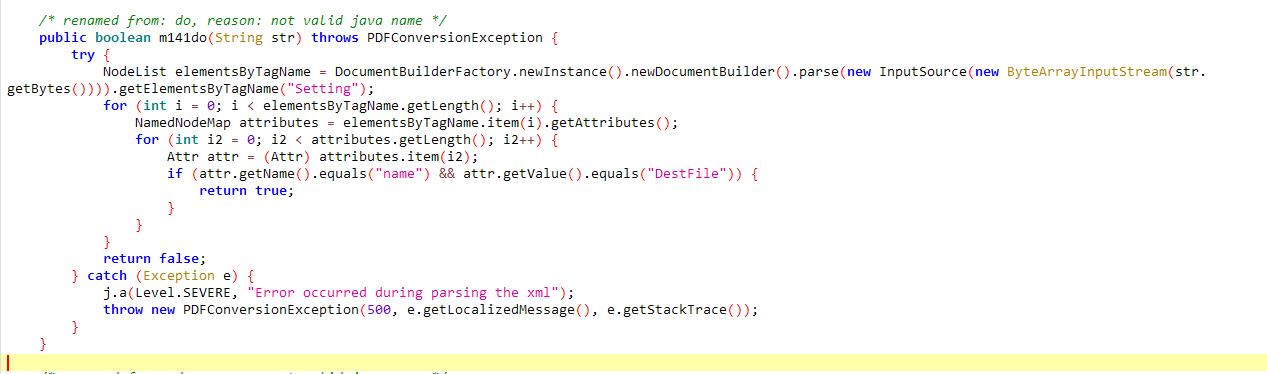 /* renamed from: do, reason: not valid java name */
public boolean m141do(String str) throws PDFConversionException {
try {
NodeList elementsByTagName = DocumentBuilderFactory.newInstance().newDocumentBuilder().parse(new InputSource(new ByteArrayInputStream(str.
getBytes()))).getElementsByTagName("Setting");
for (int i = 0; i < elementsByTagName.getLength(); i++) {
NamedNodeMap attributes = elementsByTagName.item(i).getAttributes();
for (int i2 = 0; i2 < attributes.getLength(); i2++) {
Attr attr = (Attr) attributes.item(i2);
if (attr.getName().equals("name") && attr.getValue().equals("DestFile")) {
return true;
}
}
}
return false;
} catch (Exception e) {
j.a(Level.SEVERE, "Error occurred during parsing the xml");
throw new PDFConversionException(500, e.getLocalizedMessage(), e.getStackTrace());
}
}